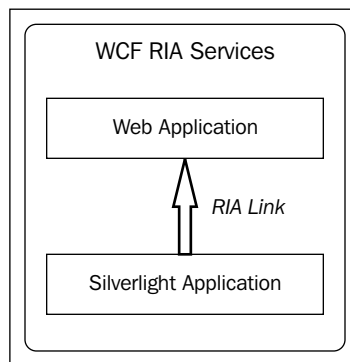 WCF RIA Services
Web Application
RIA Link
Silverlight Application